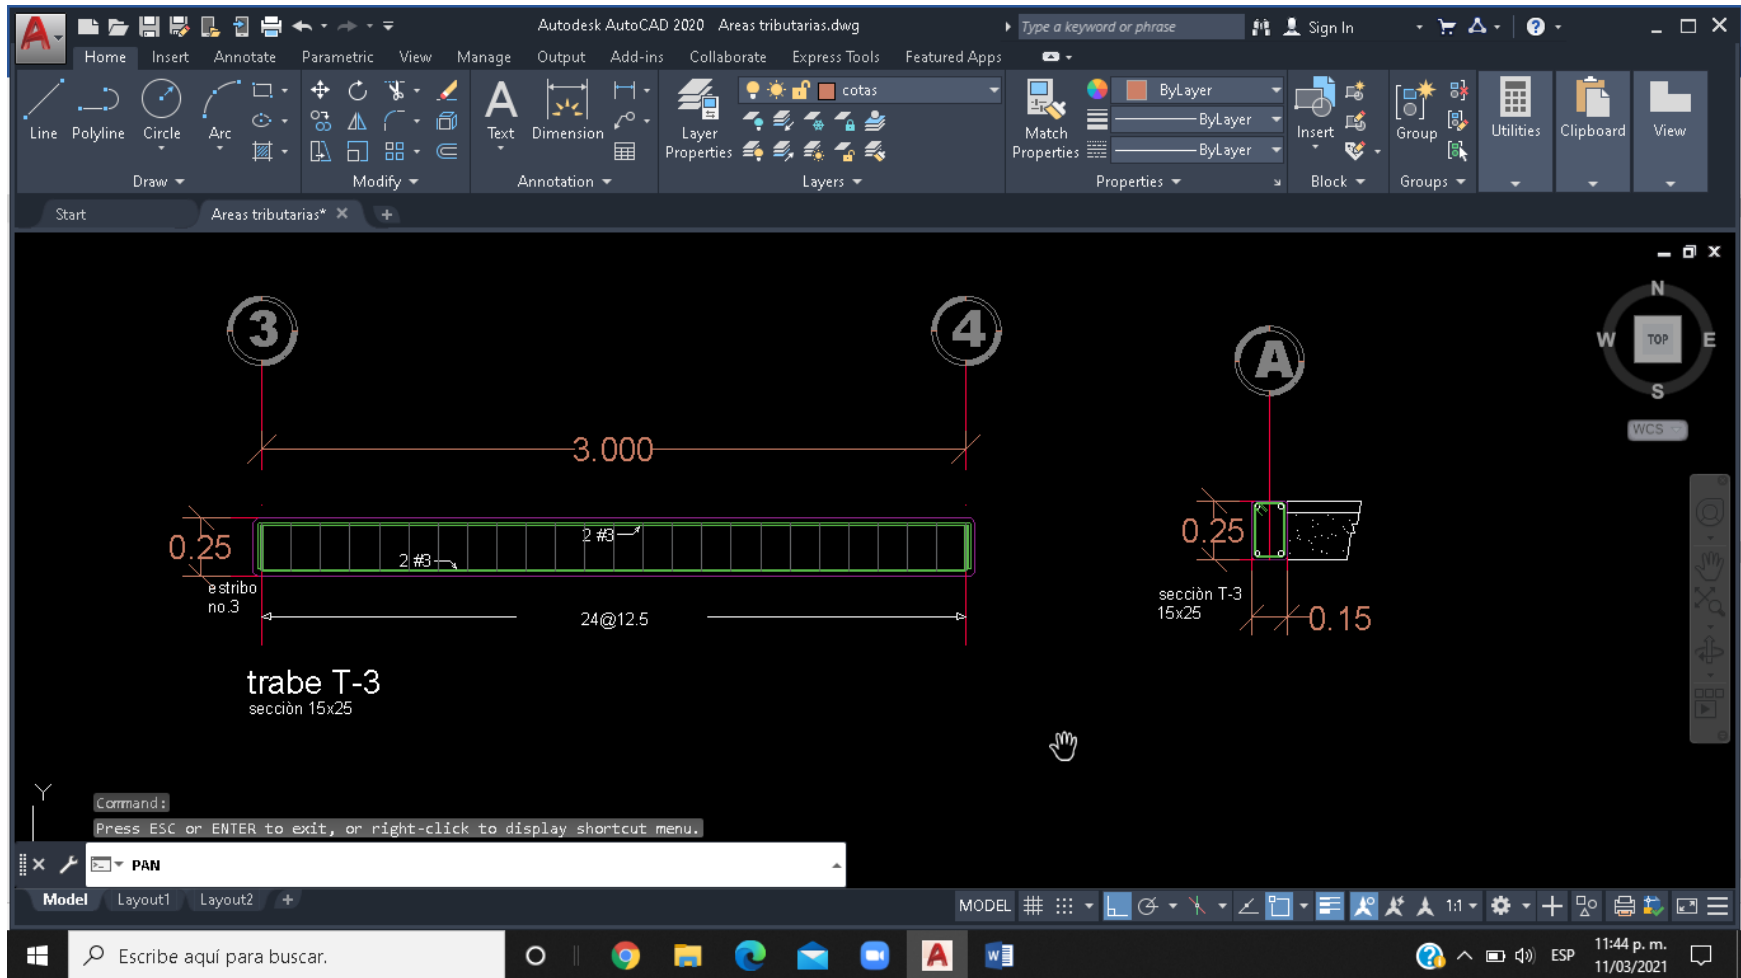 Autodesk AutoCAD 2020 Areas tributarias.dwg
Type a keyword or phrase
Sign In
Home Insert Annotate Parametric View Manage Output Add-ins Collaborate Express Tools Featured Apps
Line Polyline Circle Arc
Text Dimension
Layer Properties
cotas
Match Properties
ByLayer
ByLayer
ByLayer
Insert
Group
Utilities
Clipboard
View
Draw Modify Annotation Layers Properties Block Groups
Start Areas tributarias*
3
4
A
N
W TOP E
S
WCS
3.000
0.25
2 #3
2 #3
estribo
no.3
24@12.5
trabe T-3
secciòn 15x25
0.25
secciòn T-3
15x25
0.15
Y
Command:
Press ESC or ENTER to exit, or right-click to display shortcut menu.
PAN
Model Layout1 Layout2
MODEL
1:1
Escribe aquí para buscar.
ESP
11:44 p. m.
11/03/2021